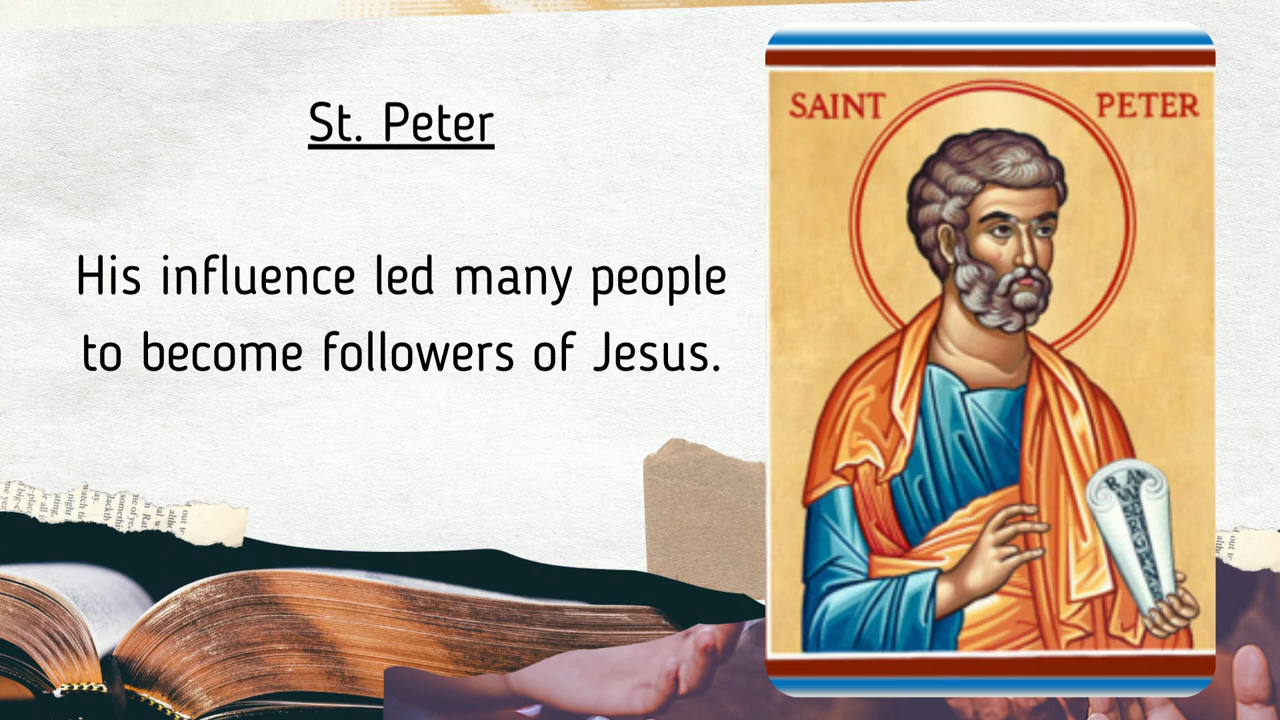 St. Peter
His influence led many people
to become followers of Jesus.
SAINT PETER